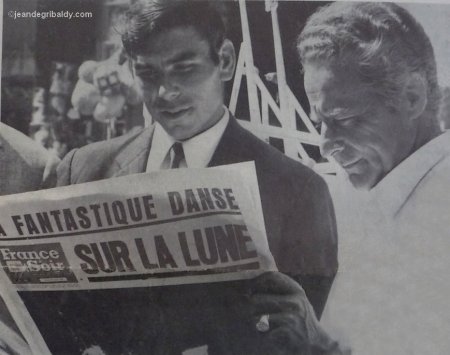 ©jeandegribaldy.com
A FANTASTIQUE DANSE
France
Soir
SUR LA LUNE